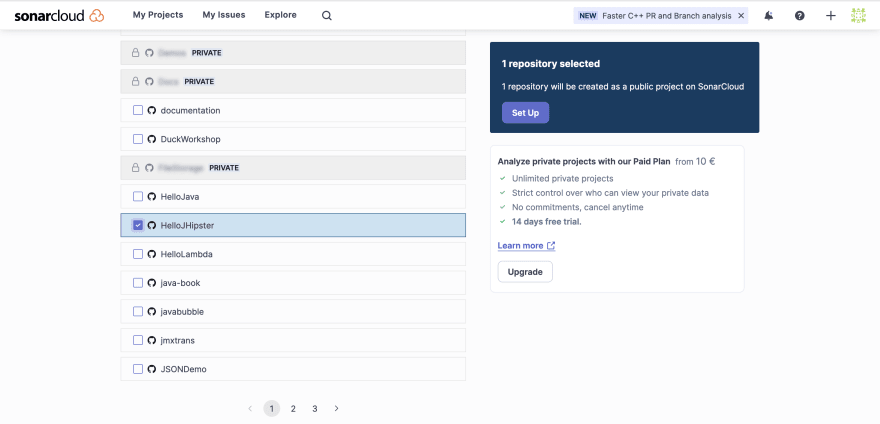 sonarcloud
My Projects My Issues Explore
NEW Faster C++ PR and Branch analysis
PRIVATE
PRIVATE
documentation
DuckWorkshop
PRIVATE
HelloJava
HelloJHipster
HelloLambda
java-book
javabubble
jmxtrans
JSONDemo
1 2 3
1 repository selected
1 repository will be created as a public project on SonarCloud
Set Up
Analyze private projects with our Paid Plan from 10 €
Unlimited private projects
Strict control over who can view your private data
No commitments, cancel anytime
14 days free trial.
Learn more
Upgrade